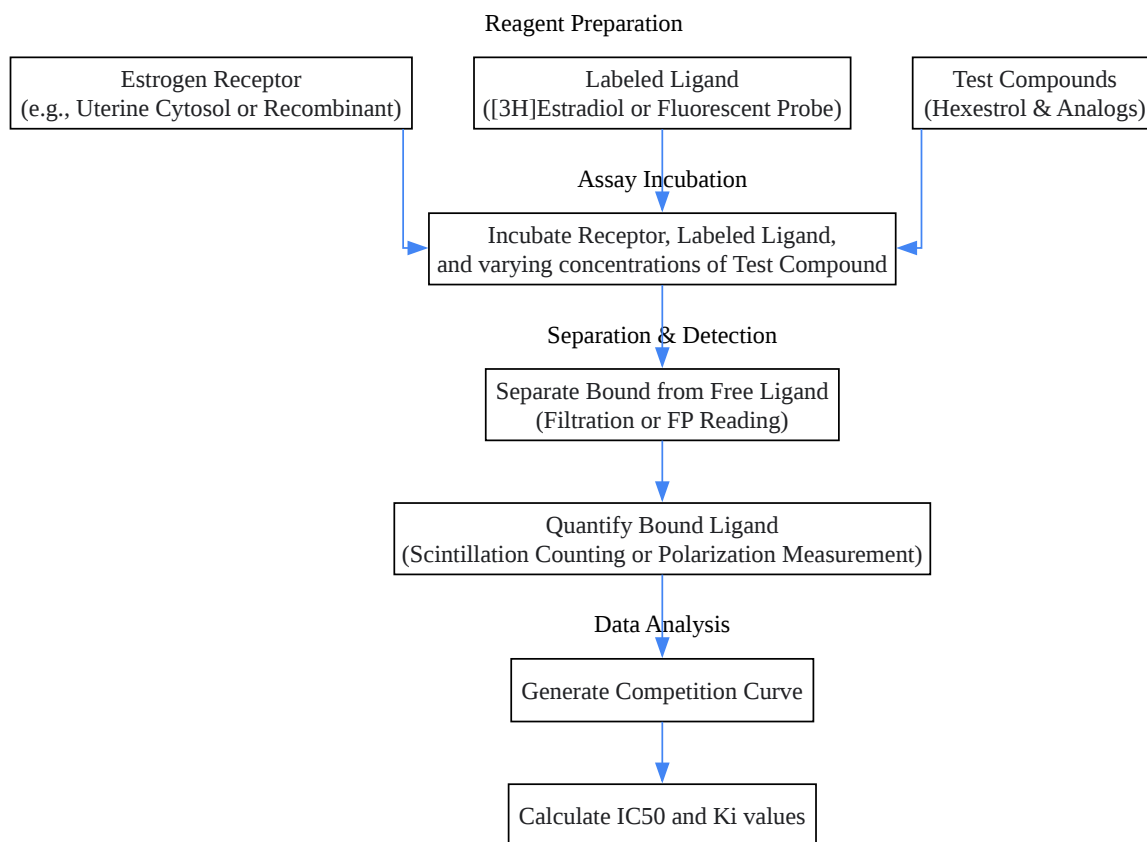 Reagent Preparation
Estrogen Receptor
(e.g., Uterine Cytosol or Recombinant)
Labeled Ligand
([3H]Estradiol or Fluorescent Probe)
Test Compounds
(Hexestrol & Analogs)
Assay Incubation
Incubate Receptor, Labeled Ligand,
and varying concentrations of Test Compound
Separation & Detection
Separate Bound from Free Ligand
(Filtration or FP Reading)
Quantify Bound Ligand
(Scintillation Counting or Polarization Measurement)
Data Analysis
Generate Competition Curve
Calculate IC50 and Ki values